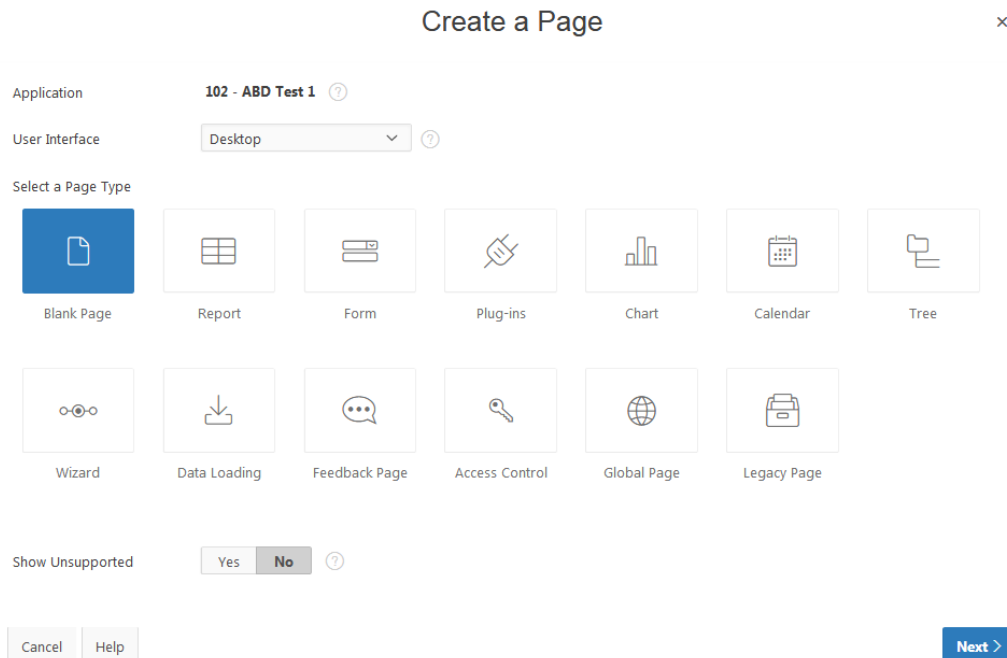 Create a Page
×
Application 102 - ABD Test 1 ?
User Interface Desktop ?
Select a Page Type
Blank Page Report Form Plug-ins Chart Calendar Tree
Wizard Data Loading Feedback Page Access Control Global Page Legacy Page
Show Unsupported Yes No ?
Cancel Help Next >